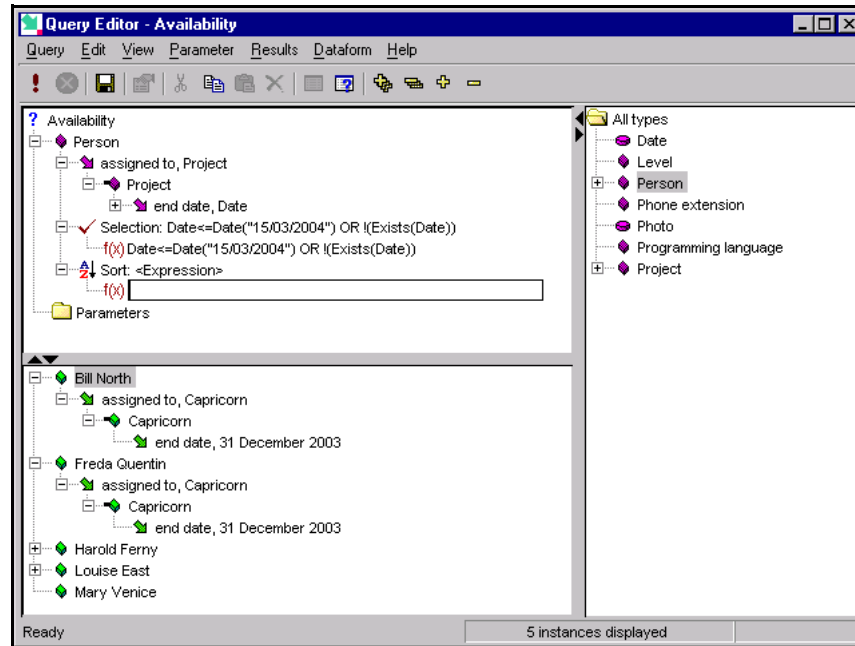 Query Editor - Availability
Query Edit View Parameter Results Dataform Help
? Availability
Person
assigned to, Project
Project
end date, Date
Selection: Date<=Date("15/03/2004") OR !(Exists(Date))
f(x) Date<=Date("15/03/2004") OR !(Exists(Date))
Sort: <Expression>
f(x)
Parameters
All types
Date
Level
Person
Phone extension
Photo
Programming language
Project
Bill North
assigned to, Capricorn
Capricorn
end date, 31 December 2003
Freda Quentin
assigned to, Capricorn
Capricorn
end date, 31 December 2003
Harold Ferny
Louise East
Mary Venice
Ready
5 instances displayed